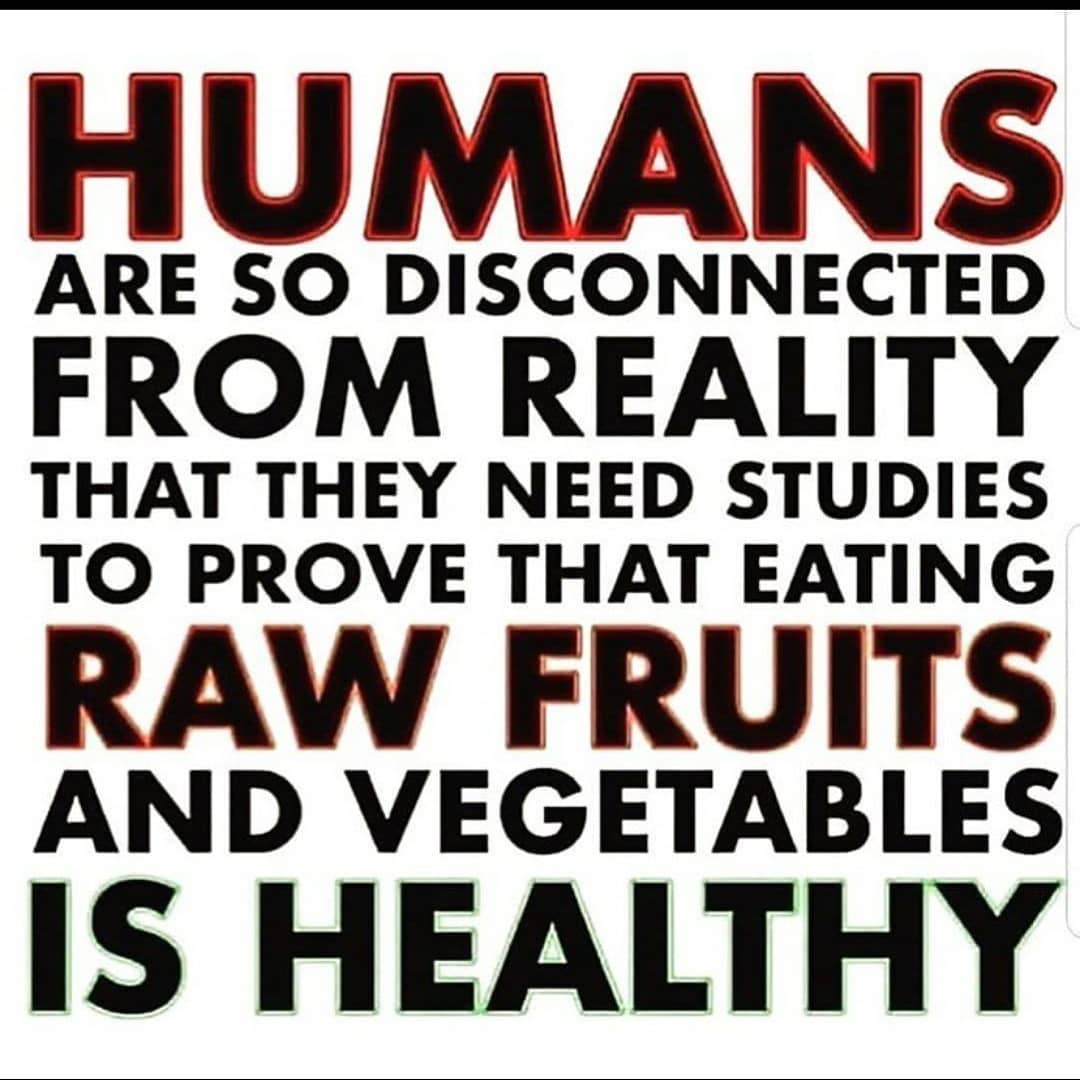 HUMANS
ARE SO DISCONNECTED
FROM REALITY
THAT THEY NEED STUDIES
TO PROVE THAT EATING
RAW FRUITS
AND VEGETABLES
IS HEALTHY